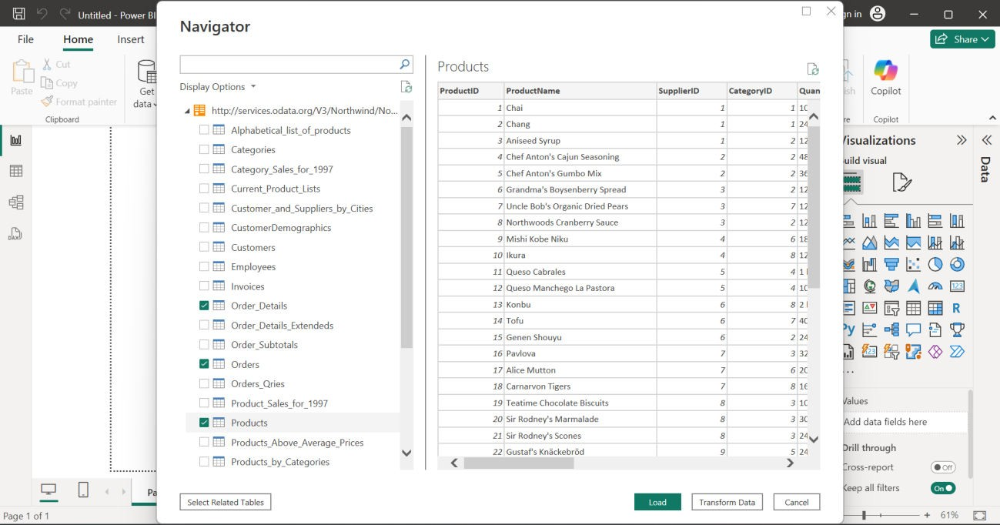 Untitled - Power BI
gn in
File
Home
Insert
Share
Paste
Cut
Copy
Format painter
Clipboard
Get
data
Copilot
Copilot
Navigator
Display Options
http://services.odata.org/V3/Northwind/No...
Alphabetical_list_of_products
Categories
Category_Sales_for_1997
Current_Product_Lists
Customer_and_Suppliers_by_Cities
CustomerDemographics
Customers
Employees
Invoices
Order_Details
Order_Details_Extendeds
Order_Subtotals
Orders
Orders_Qries
Product_Sales_for_1997
Products
Products_Above_Average_Prices
Products_by_Categories
Products
ProductID ProductName SupplierID CategoryID Quan
1 Chai 1 1 10
2 Chang 1 1 24
3 Aniseed Syrup 1 2 12
4 Chef Anton's Cajun Seasoning 2 2 48
5 Chef Anton's Gumbo Mix 2 2 36
6 Grandma's Boysenberry Spread 3 2 12
7 Uncle Bob's Organic Dried Pears 3 7 12
8 Northwoods Cranberry Sauce 3 2 12
9 Mishi Kobe Niku 4 6 18
10 Ikura 4 8 12
11 Queso Cabrales 5 4 1
12 Queso Manchego La Pastora 5 4 10
13 Konbu 6 8 2
14 Tofu 6 7 40
15 Genen Shouyu 6 2 24
16 Pavlova 7 3 32
17 Alice Mutton 7 6 20
18 Carnarvon Tigers 7 8 16
19 Teatime Chocolate Biscuits 8 3 10
20 Sir Rodney's Marmalade 8 3 30
21 Sir Rodney's Scones 8 3 24
22 Gustaf's Knäckebröd 9 5 24
Select Related Tables
Load
Transform Data
Cancel
Visualizations
uild visual
Data
123
R
Py
123
...
Values
Add data fields here
Drill through
Cross-report
Off
Keep all filters
On
DAX
Pa
Page 1 of 1
61%